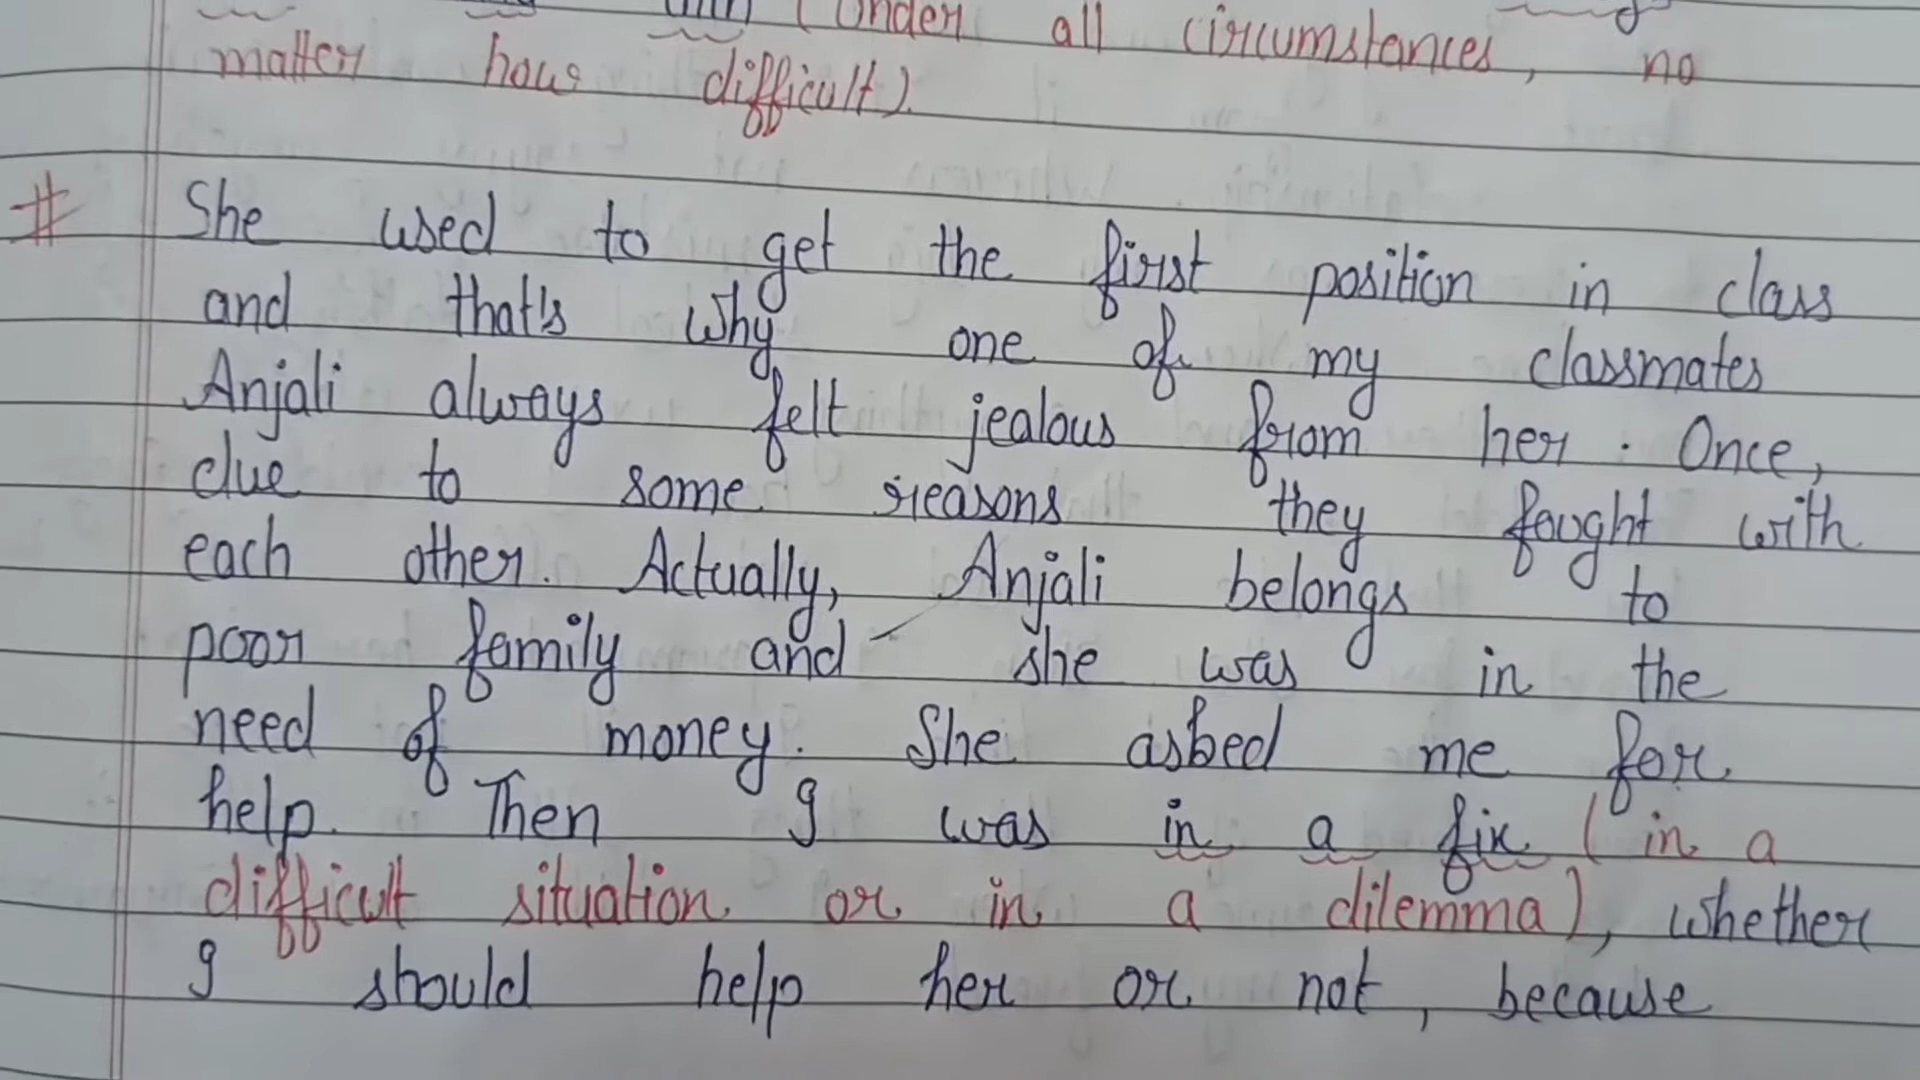 (Under all circumstances, no
matter how difficult).
# She used to get the first position in class
and that's why one of my classmates
Anjali always felt jealous from her. Once,
due to some reasons they fought with
each other. Actually, Anjali belongs to
poor family and she was in the
need of money. She asked me for
help. Then I was in a fix (in a
difficult situation or in a dilemma), whether
I should help her or not, because